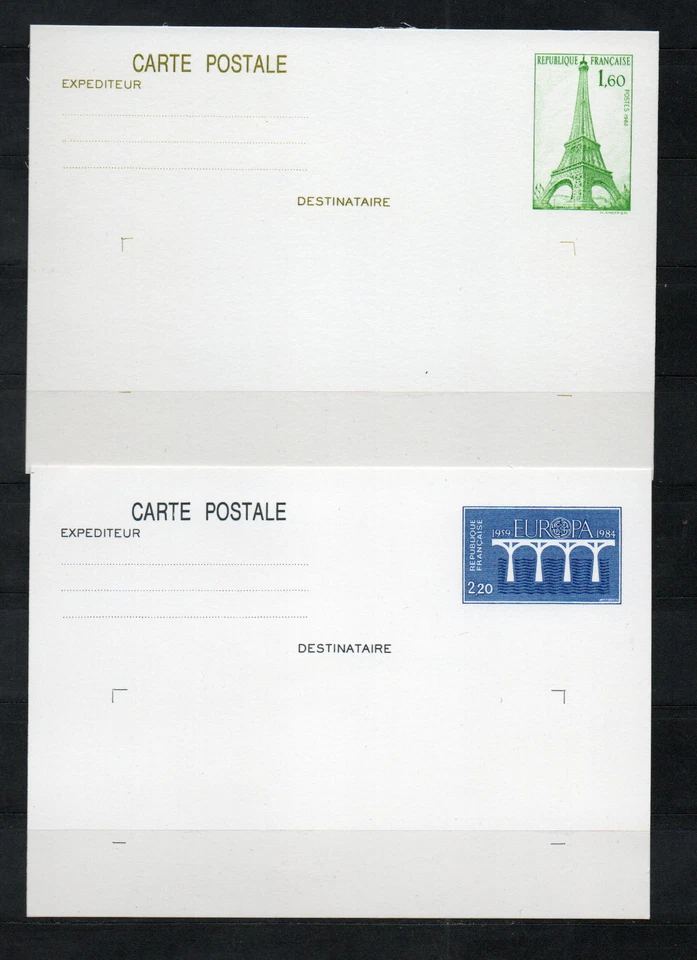 CARTE POSTALE
EXPEDITEUR
REPUBLIQUE FRANÇAISE
1,60
POSTES 1982
DESTINATAIRE
CARTE POSTALE
EXPEDITEUR
REPUBLIQUE
FRANÇAISE
1959 EUROPA 1984
2,20
DESTINATAIRE